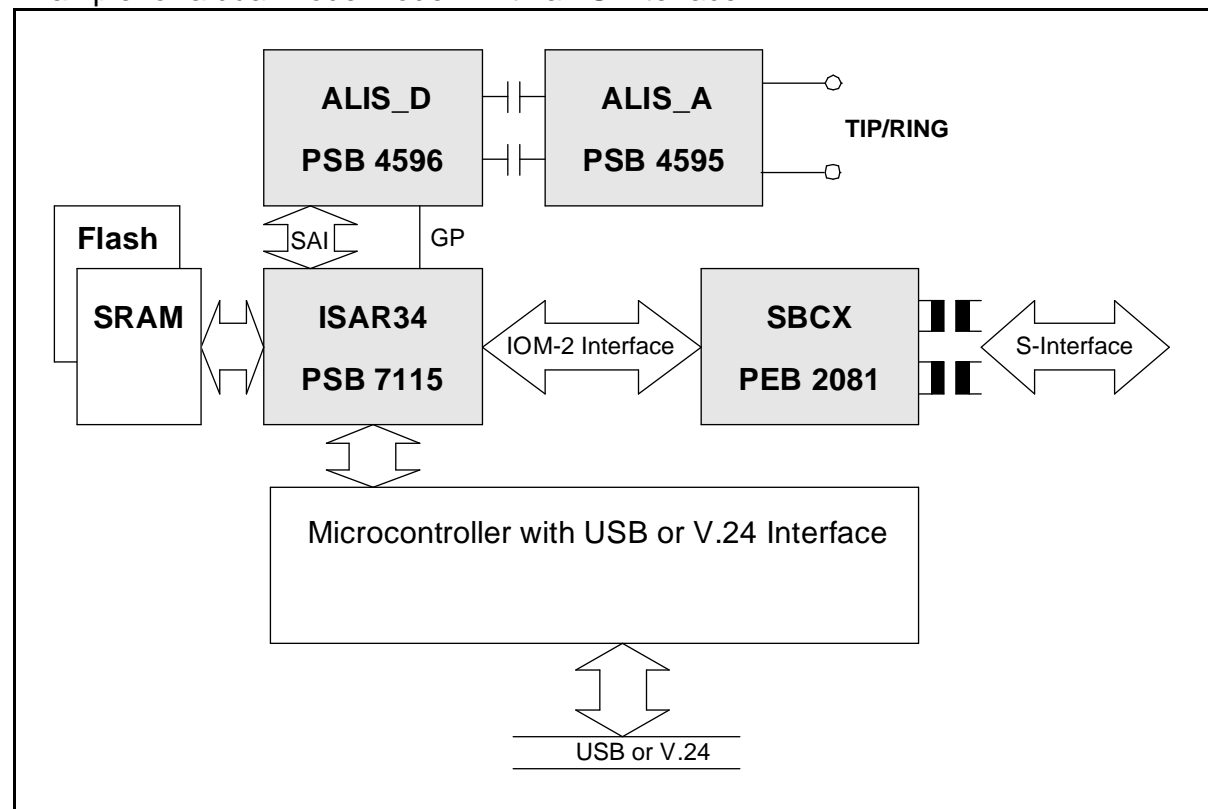 ALIS_D
PSB 4596
ALIS_A
PSB 4595
TIP/RING
Flash
SRAM
SAI
GP
ISAR34
PSB 7115
IOM-2 Interface
SBCX
PEB 2081
S-Interface
Microcontroller with USB or V.24 Interface
USB or V.24